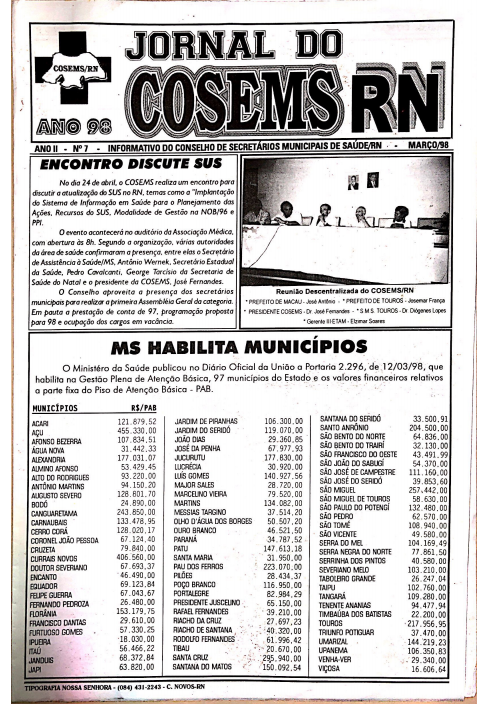 COSEMS/RN
ANO 98
JORNAL DO
COSEMS RN
ANO II - Nº 7 - INFORMATIVO DO CONSELHO DE SECRETÁRIOS MUNICIPAIS DE SAÚDE/RN - MARÇO/98
ENCONTRO DISCUTE SUS
No dia 24 de abril, o COSEMS realiza um encontro para
discutir a atualização do SUS no RN, temas como a "Implantação
do Sistema de Informação em Saúde para o Planejamento das
Ações, Recursos do SUS, Modalidade de Gestão na NOB/96 e
PPI.
O evento acontecerá no auditório da Associação Médica,
com abertura às 8h. Segundo a organização, várias autoridades
da área de saúde confirmaram a presença, entre elas o Secretário
de Assistência à Saúde/MS, Antônio Wernek, Secretário Estadual
da Saúde, Pedro Cavalcanti, George Tarcísio da Secretaria de
Saúde do Natal e o presidente da COSEMS, José Fernandes.
O Conselho aproveita a presença dos secretários
municipais para realizar a primeira Assembléia Geral da categoria.
Em pauta a prestação de conta de 97, programação proposta
para 98 e ocupação dos cargos em vacância.
Reunião Descentralizada do COSEMS/RN
* PREFEITO DE MACAU - José Antônio - * PREFEITO DE TOUROS - Josemar França
* PRESIDENTE COSEMS - Dr. José Fernandes - * S M S. TOUROS - Dr. Diógenes Lopes
* Gerente III ETAM - Elzimar Soares
MS HABILITA MUNICÍPIOS
O Ministério da Saúde publicou no Diário Oficial da União a Portaria 2.296, de 12/03/98, que
habilita na Gestão Plena de Atenção Básica, 97 municípios do Estado e os valores financeiros relativos
a parte fixa do Piso de Atenção Básica - PAB.
MUNICÍPIOS R$/PAB
ACARI 121.879,52
AÇU 455.330,00
AFONSO BEZERRA 107.834,51
ÁGUA NOVA 31.442,33
ALEXANDRIA 177.031,07
ALMINO AFONSO 53.429,45
ALTO DO RODRIGUES 93.220,00
ANTÔNIO MARTINS 94.150,20
AUGUSTO SEVERO 128.801,70
BODÓ 24.890,00
CANGUARETAMA 243.850,00
CARNAUBAIS 133.478,95
CERRO CORÁ 128.020,17
CORONEL JOÃO PESSOA 67.124,40
CRUZETA 79.840,00
CURRAIS NOVOS 406.560,00
DOUTOR SEVERIANO 67.693,37
ENCANTO 46.490,00
EQUADOR 69.123,84
FELIPE GUERRA 67.043,67
FERNANDO PEDROZA 26.480,00
FLORÂNIA 153.179,75
FRANCISCO DANTAS 29.610,00
FURTUOSO GOMES 57.330,25
IPUEIRA 18.030,00
ITAÚ 56.466,22
JANDUIS 68.372,84
JAPI 63.820,00
JARDIM DE PIRANHAS 106.300,00
JARDIM DO SERIDÓ 119.070,00
JOÃO DIAS 29.360,85
JOSÉ DA PENHA 67.977,93
JUCURUTU 177.830,00
LUCRÉCIA 30.920,00
LUÍS GOMES 140.927,56
MAJOR SALES 28.720,00
MARCELINO VIEIRA 79.520,00
MARTINS 134.082,00
MESSIAS TARGINO 37.514,20
OLHO D'ÁGUA DOS BORGES 50.507,20
OURO BRANCO 46.521,50
PARANÁ 34.787,52
PATU 147.613,18
SANTA MARIA 31.950,00
PAU DOS FERROS 223.070,00
PILÕES 28.434,37
POÇO BRANCO 116.950,00
PORTALEGRE 82.984,29
PRESIDENTE JUSCELINO 65.150,00
RAFAEL FERNANDES 39.210,00
RIACHO DA CRUZ 27.697,23
RIACHO DE SANTANA 40.320,00
RODOLFO FERNANDES 61.996,42
TIBAU 20.670,00
SANTA CRUZ 295.940,00
SANTANA DO MATOS 150.092,54
SANTANA DO SERIDÓ 33.500,91
SANTO ANRÔNIO 204.500,00
SÃO BENTO DO NORTE 64.836,00
SÃO BENTO DO TRAIRÍ 32.130,00
SÃO FRANCISCO DO OESTE 43.491,99
SÃO JOÃO DO SABUGÍ 54.370,00
SÃO JOSÉ DE CAMPESTRE 111.160,00
SÃO JOSÉ DO SERIDÓ 39.853,60
SÃO MIGUEL 257.442,00
SÃO MIGUEL DE TOUROS 58.630,00
SÃO PAULO DO POTENGÍ 132.480,00
SÃO PEDRO 62.570,00
SÃO TOMÉ 108.940,00
SÃO VICENTE 49.580,00
SERRA DO MEL 104.169,49
SERRA NEGRA DO NORTE 77.861,50
SERRINHA DOS PINTOS 40.580,00
SEVERIANO MELO 103.210,00
TABOLEIRO GRANDE 26.247,04
TAIPU 102.760,00
TANGARÁ 109.280,00
TENENTE ANANIAS 94.477,94
TIMBAÚBA DOS BATISTAS 22.200,00
TOUROS 217.956,95
TRIUNFO POTIGUAR 37.470,00
UMARIZAL 144.219,23
UPANEMA 106.350,83
VENHA-VER 29.340,00
VIÇOSA 16.606,64
TIPOGRAFIA NOSSA SENHORA - (084) 431-2243 - C. NOVOS-RN